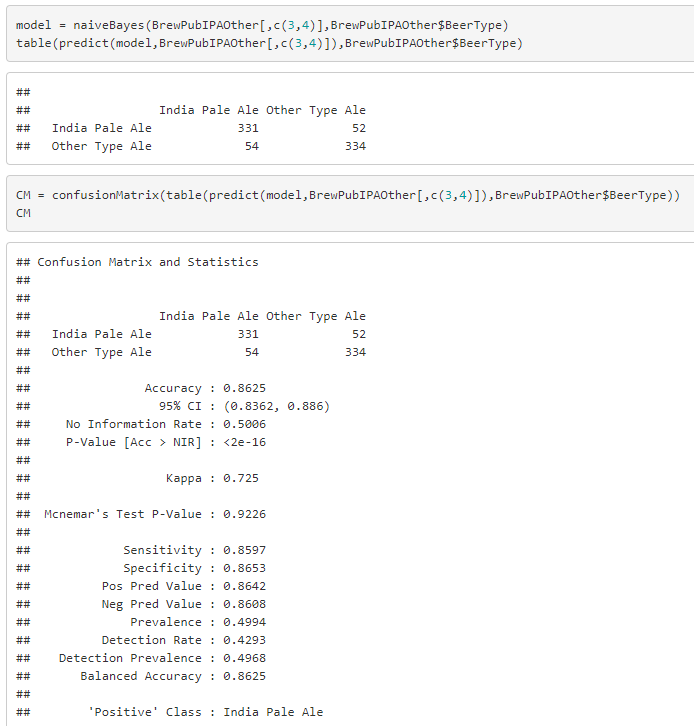 model = naiveBayes(BrewPubIPAOther[,c(3,4)],BrewPubIPAOther$BeerType)
table(predict(model,BrewPubIPAOther[,c(3,4)]),BrewPubIPAOther$BeerType)
##
##                  India Pale Ale Other Type Ale
##   India Pale Ale            331             52
##   Other Type Ale             54            334
CM = confusionMatrix(table(predict(model,BrewPubIPAOther[,c(3,4)]),BrewPubIPAOther$BeerType))
CM
## Confusion Matrix and Statistics
##
##
##                  India Pale Ale Other Type Ale
##   India Pale Ale            331             52
##   Other Type Ale             54            334
##
##                Accuracy : 0.8625
##                  95% CI : (0.8362, 0.886)
##     No Information Rate : 0.5006
##     P-Value [Acc > NIR] : <2e-16
##
##                   Kappa : 0.725
##
##  Mcnemar's Test P-Value : 0.9226
##
##             Sensitivity : 0.8597
##             Specificity : 0.8653
##          Pos Pred Value : 0.8642
##          Neg Pred Value : 0.8608
##              Prevalence : 0.4994
##          Detection Rate : 0.4293
##    Detection Prevalence : 0.4968
##       Balanced Accuracy : 0.8625
##
##        'Positive' Class : India Pale Ale